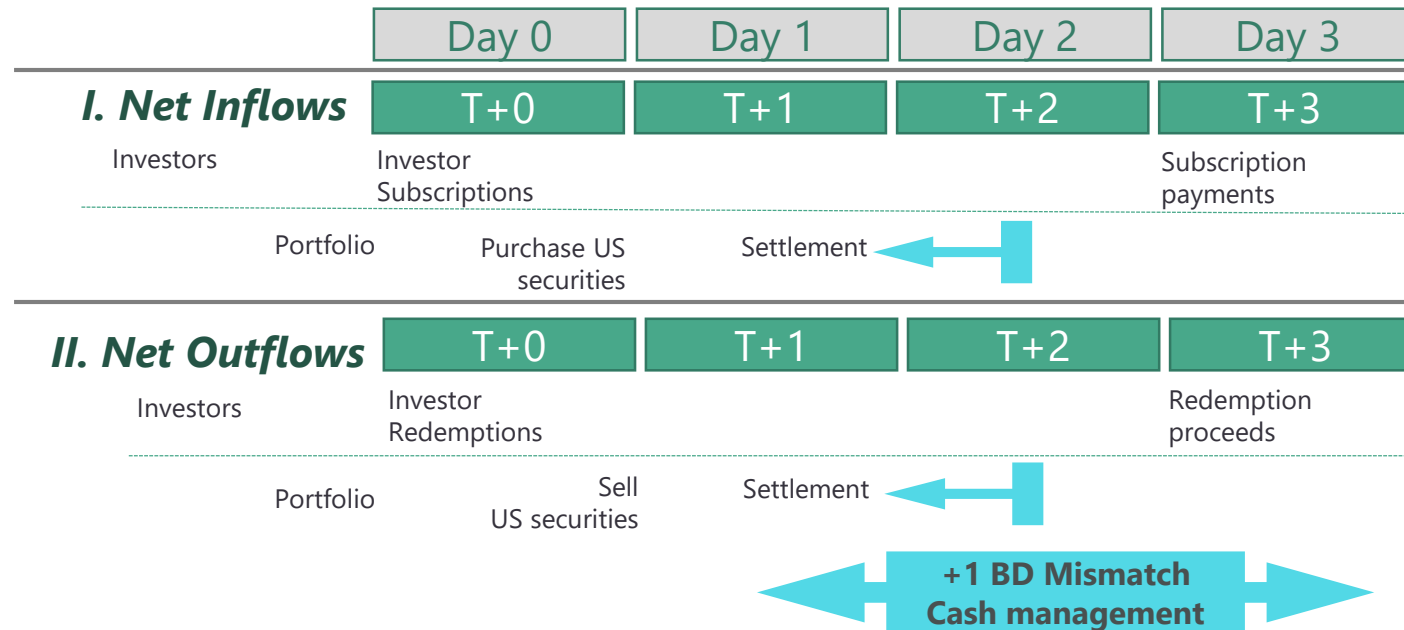 Day 0 Day 1 Day 2 Day 3
I. Net Inflows T+0 T+1 T+2 T+3
Investors Investor Subscription
Subscriptions payments
Portfolio Purchase US Settlement
securities
II. Net Outflows T+0 T+1 T+2 T+3
Investors Investor Redemption
Redemptions proceeds
Portfolio Sell Settlement
US securities
+1 BD Mismatch
Cash management